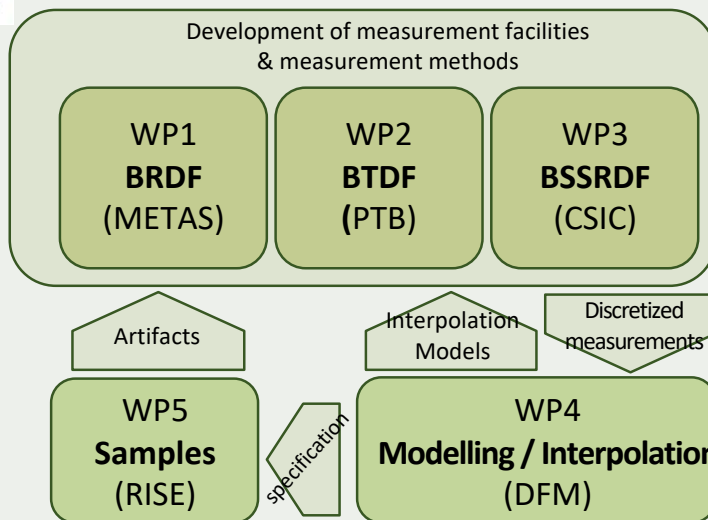 Development of measurement facilities
& measurement methods
WP1
BRDF
(METAS)
WP2
BTDF
(PTB)
WP3
BSSRDF
(CSIC)
Artifacts
Interpolation
Models
Discretized
measurements
WP5
Samples
(RISE)
specification
WP4
Modelling / Interpolation
(DFM)